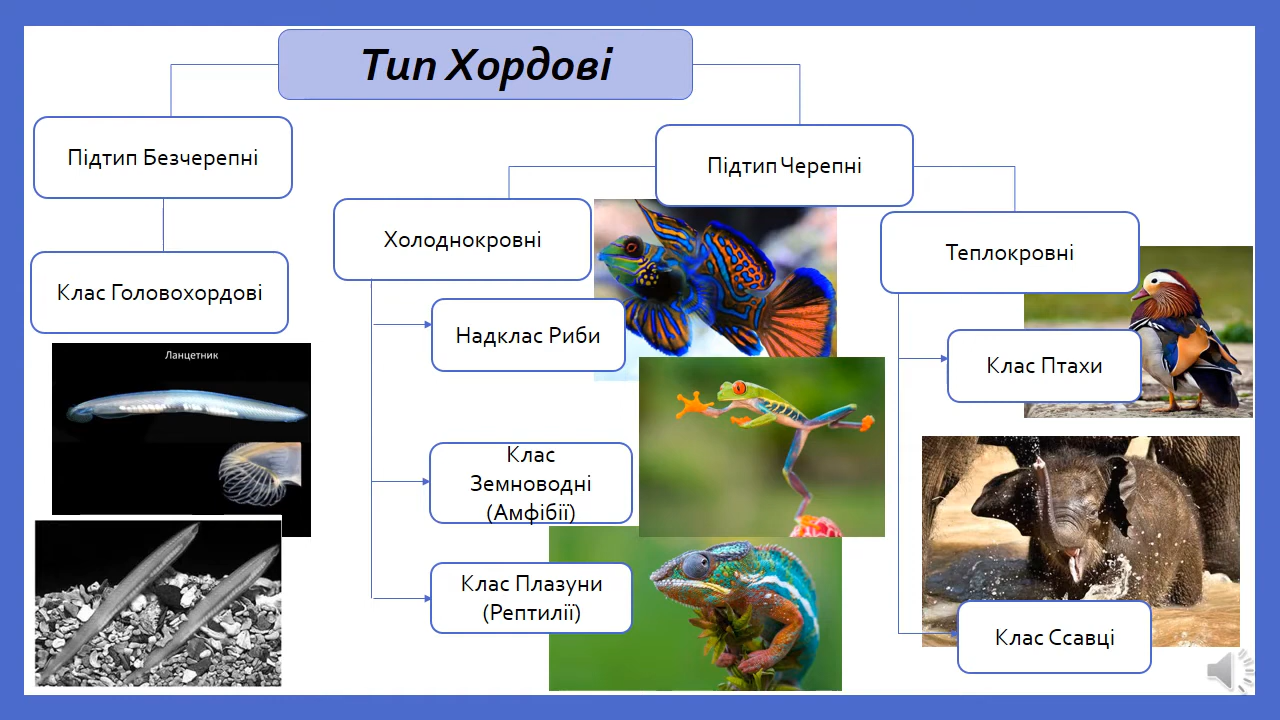 Тип Хордові
Підтип Безчерепні
Підтип Черепні
Клас Головохордові
Холоднокровні
Теплокровні
Надклас Риби
Клас Птахи
Ланцетник
Клас
Земноводні
(Амфібії)
Клас Плазуни
(Рептилії)
Клас Ссавці